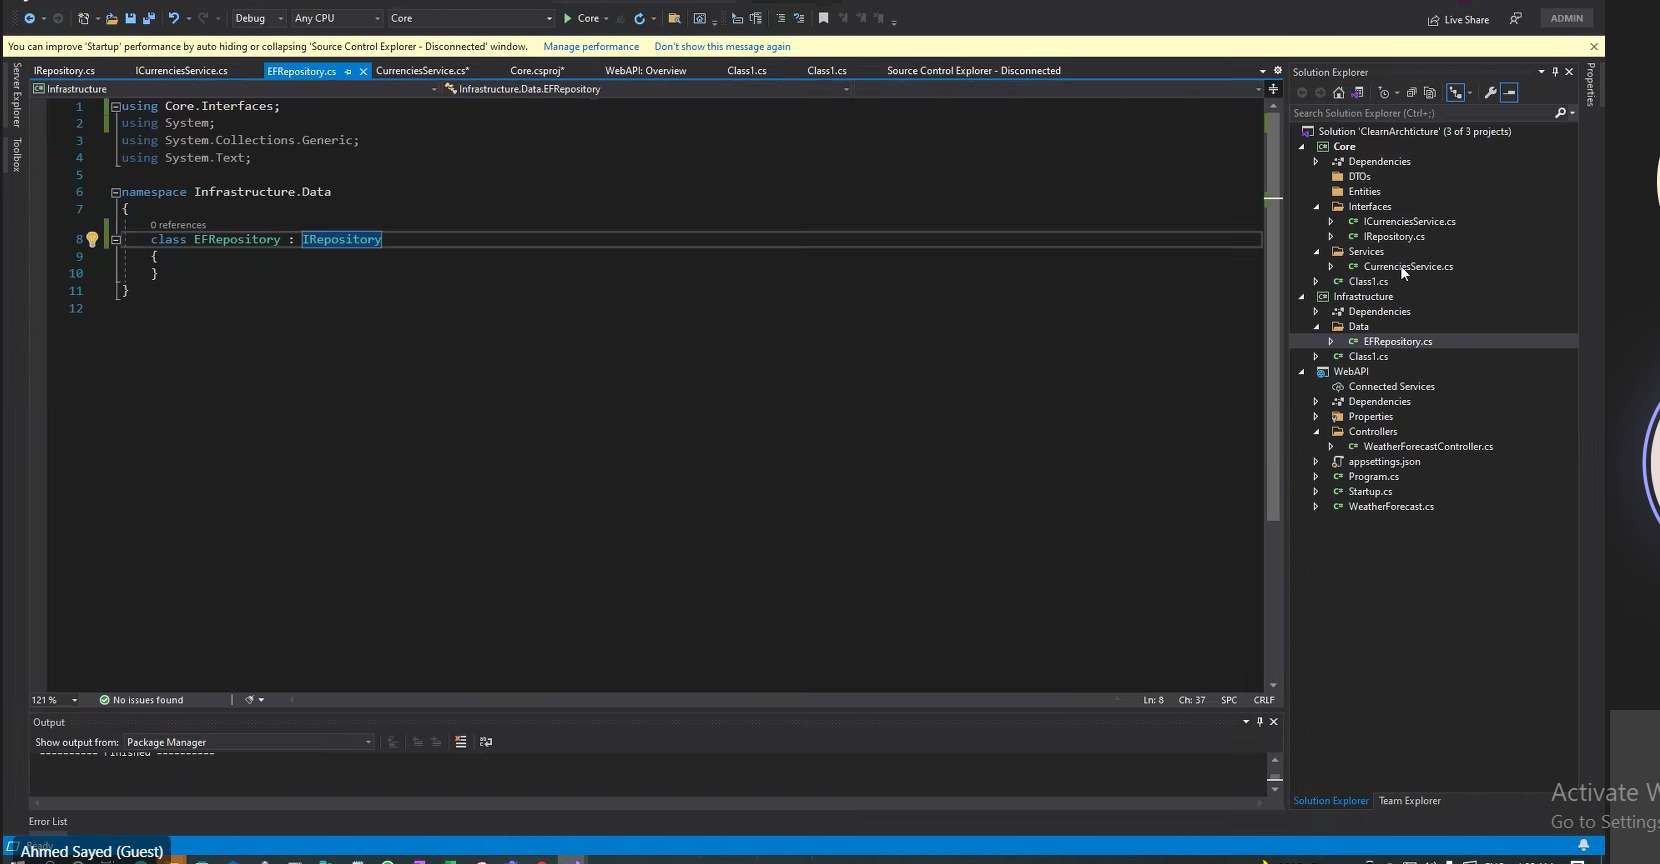 Debug
Any CPU
Core
Core
Live Share
ADMIN
You can improve 'Startup' performance by auto hiding or collapsing 'Source Control Explorer - Disconnected' window. Manage performance Don't show this message again
Server Explorer
Toolbox
IRepository.cs ICurrenciesService.cs EFRepository.cs CurrenciesService.cs* Core.csproj* WebAPI: Overview Class1.cs Class1.cs Source Control Explorer - Disconnected
Infrastructure Infrastructure.Data.EFRepository
1 using Core.Interfaces;
2 using System;
3 using System.Collections.Generic;
4 using System.Text;
5
6 namespace Infrastructure.Data
7 {
0 references
8 class EFRepository : IRepository
9 {
10 }
11 }
12
121 % No issues found Ln: 8 Ch: 37 SPC CRLF
Output
Show output from: Package Manager
---------- Finished ----------
Error List
Ready
Ahmed Sayed (Guest)
Solution Explorer
Search Solution Explorer (Ctrl+;)
Solution 'ClearnArchticture' (3 of 3 projects)
Core
Dependencies
DTOs
Entities
Interfaces
ICurrenciesService.cs
IRepository.cs
Services
CurrenciesService.cs
Class1.cs
Infrastructure
Dependencies
Data
EFRepository.cs
Class1.cs
WebAPI
Connected Services
Dependencies
Properties
Controllers
WeatherForecastController.cs
appsettings.json
Program.cs
Startup.cs
WeatherForecast.cs
Solution Explorer Team Explorer
Properties
Activate W
Go to Settings